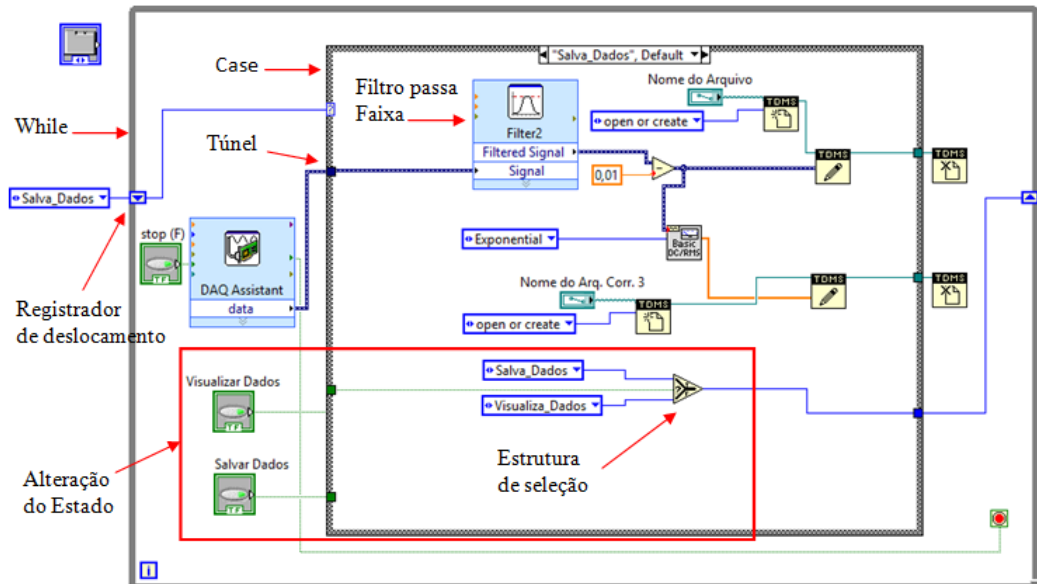 "Salva_Dados", Default
Case
Filtro passa
Faixa
Nome do Arquivo
While
Túnel
Filter2
Filtered Signal
Signal
open or create
TDMS
TDMS
0,01
Salva_Dados
stop (F)
TF
DAQ Assistant
data
Exponential
Basic
DC/RMS
Registrador
de deslocamento
Nome do Arq. Corr. 3
open or create
TDMS
TDMS
Visualizar Dados
TF
Salva_Dados
?
Visualiza_Dados
Alteração
do Estado
Salvar Dados
TF
Estrutura
de seleção
i
TDMS
TDMS